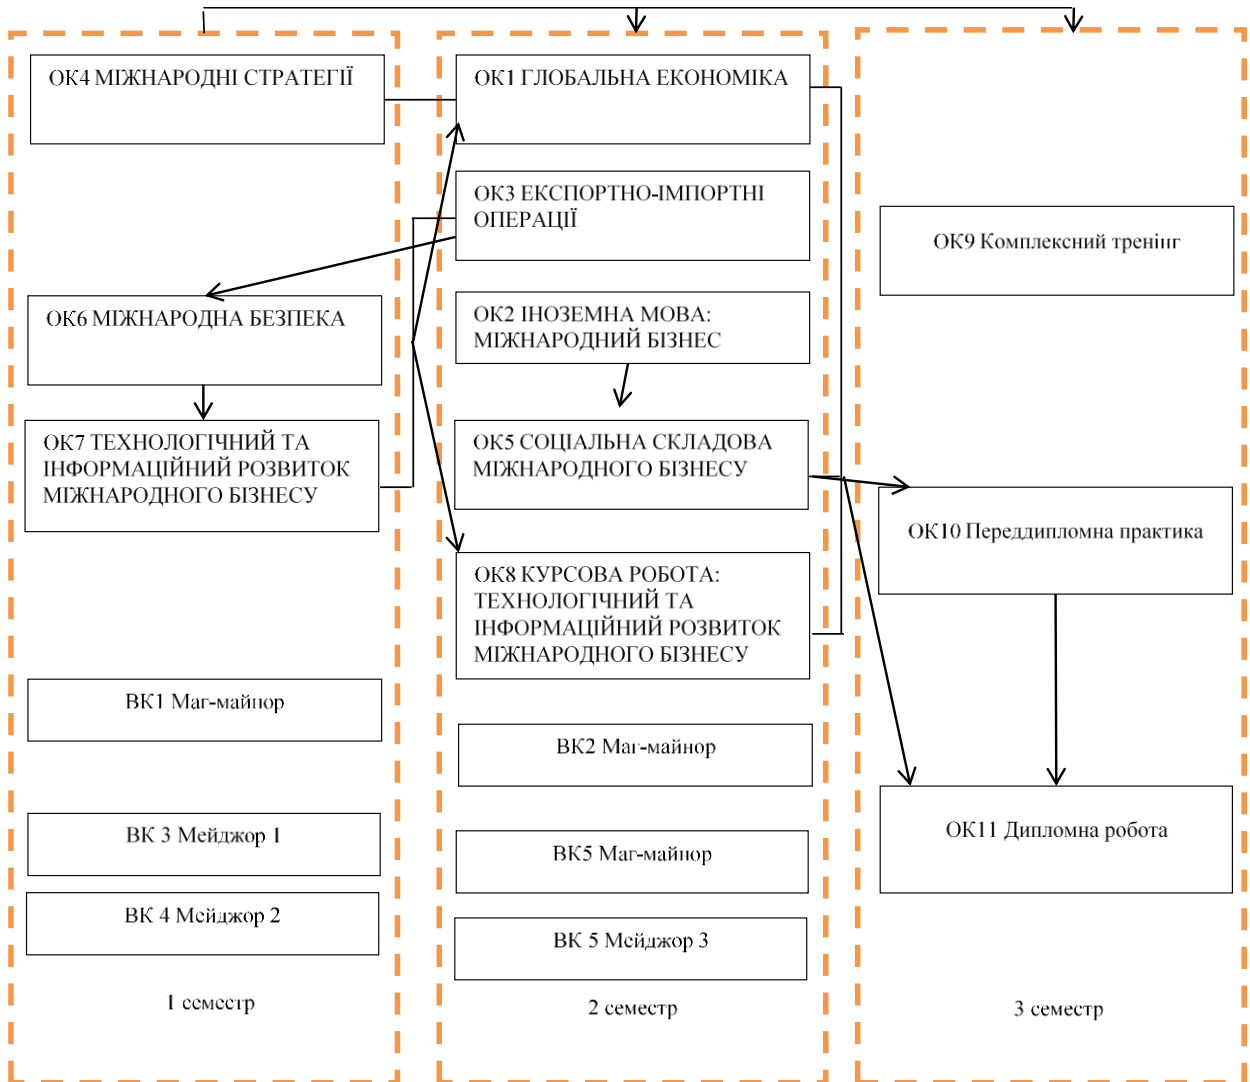 ОК4 МІЖНАРОДНІ СТРАТЕГІЇ
ОК6 МІЖНАРОДНА БЕЗПЕКА
ОК7 ТЕХНОЛОГІЧНИЙ ТА
ІНФОРМАЦІЙНИЙ РОЗВИТОК
МІЖНАРОДНОГО БІЗНЕСУ
ВК1 Маг-майнор
ВК 3 Мейджор 1
ВК 4 Мейджор 2
1 семестр
ОК1 ГЛОБАЛЬНА ЕКОНОМІКА
ОК3 ЕКСПОРТНО-ІМПОРТНІ
ОПЕРАЦІЇ
ОК2 ІНОЗЕМНА МОВА:
МІЖНАРОДНИЙ БІЗНЕС
ОК5 СОЦІАЛЬНА СКЛАДОВА
МІЖНАРОДНОГО БІЗНЕСУ
ОК8 КУРСОВА РОБОТА:
ТЕХНОЛОГІЧНИЙ ТА
ІНФОРМАЦІЙНИЙ РОЗВИТОК
МІЖНАРОДНОГО БІЗНЕСУ
ВК2 Маг-майнор
ВК5 Маг-майнор
ВК 5 Мейджор 3
2 семестр
ОК9 Комплексний тренінг
ОК10 Переддипломна практика
ОК11 Дипломна робота
3 семестр